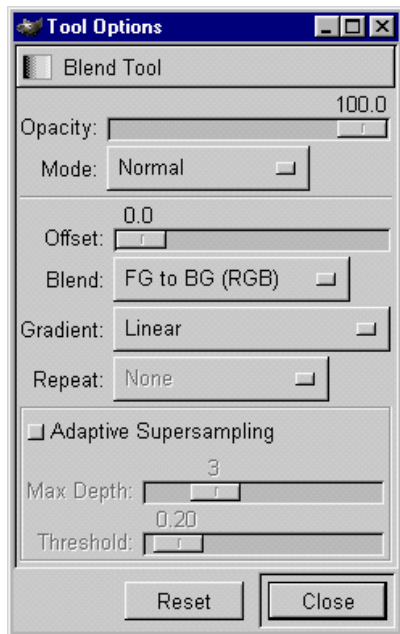 Tool Options
Blend Tool
100.0
Opacity:
Mode: Normal
0.0
Offset:
Blend: FG to BG (RGB)
Gradient: Linear
Repeat: None
Adaptive Supersampling
3
Max Depth:
0.20
Threshold:
Reset Close